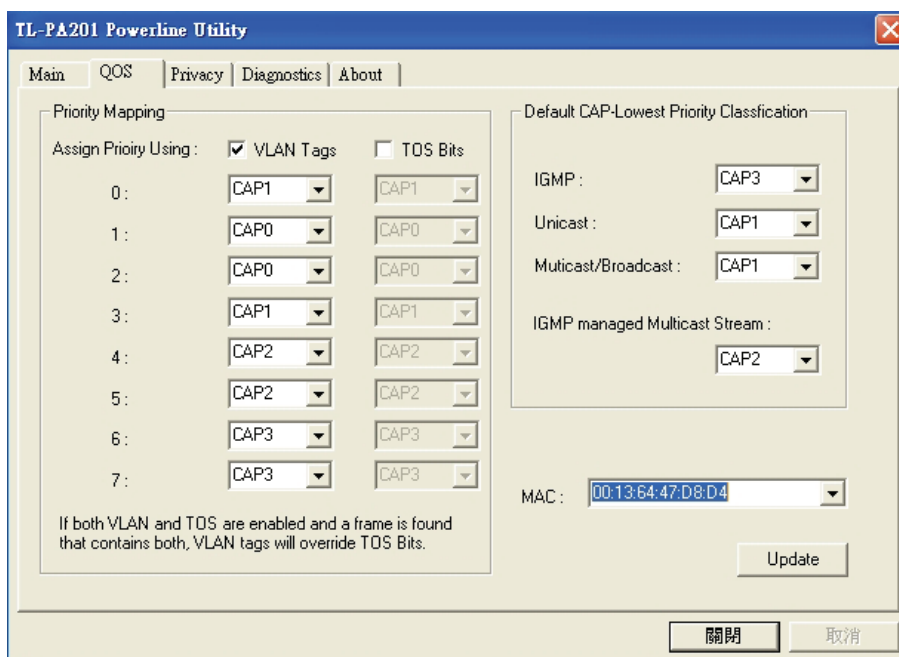 TL-PA201 Powerline Utility
Main QOS Privacy Diagnostics About
Priority Mapping
Assign Prioiry Using : VLAN Tags TOS Bits
0 : CAP1 CAP1
1 : CAP0 CAP0
2 : CAP0 CAP0
3 : CAP1 CAP1
4 : CAP2 CAP2
5 : CAP2 CAP2
6 : CAP3 CAP3
7 : CAP3 CAP3
If both VLAN and TOS are enabled and a frame is found
that contains both, VLAN tags will override TOS Bits.
Default CAP-Lowest Priority Classfication
IGMP : CAP3
Unicast : CAP1
Muticast/Broadcast : CAP1
IGMP managed Multicast Stream :
CAP2
MAC : 00:13:64:47:D8:D4
Update
關閉 取消